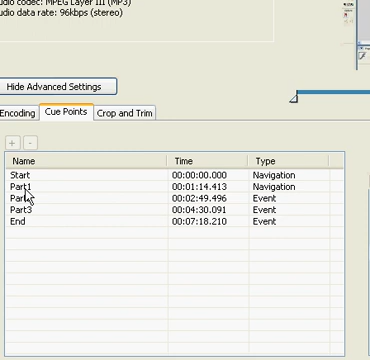 udio codec: MPEG Layer III (MP3)
udio data rate: 96kbps (stereo)
Hide Advanced Settings
Encoding Cue Points Crop and Trim
+ -
Name Time Type
Start 00:00:00.000 Navigation
Part1 00:01:14.413 Navigation
Part 00:02:49.496 Event
Part3 00:04:30.091 Event
End 00:07:18.210 Event